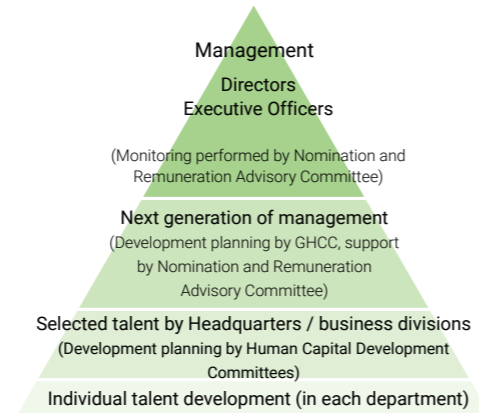 Management
Directors
Executive Officers
(Monitoring performed by Nomination and
Remuneration Advisory Committee)
Next generation of management
(Development planning by GHCC, support
by Nomination and Remuneration
Advisory Committee)
Selected talent by Headquarters / business divisions
(Development planning by Human Capital Development
Committees)
Individual talent development (in each department)